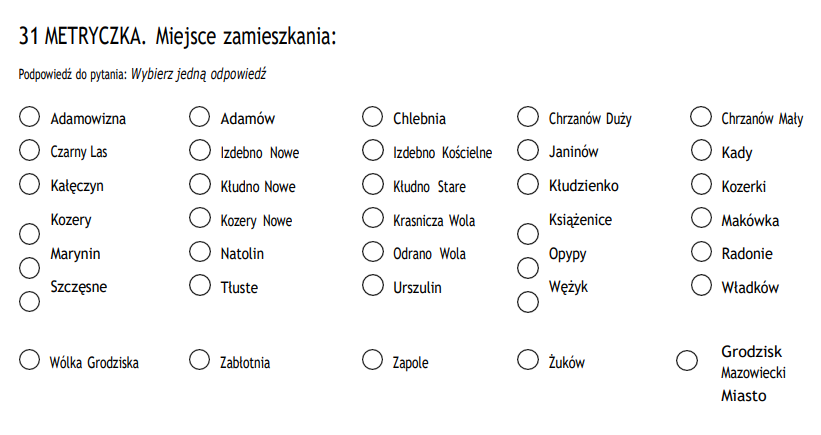 31 METRYCZKA. Miejsce zamieszkania:
Podpowiedź do pytania: Wybierz jedną odpowiedź
Adamowizna Adamów Chlebnia Chrzanów Duży Chrzanów Mały
Czarny Las Izdebno Nowe Izdebno Kościelne Janinów Kady
Kałęczyn Kłudno Nowe Kłudno Stare Kłudzienko Kozerki
Kozery Kozery Nowe Krasnicza Wola Książenice Makówka
Marynin Natolin Odrano Wola Opypy Radonie
Szczęsne Tłuste Urszulin Wężyk Władków
Wólka Grodziska Zabłotnia Zapole Żuków Grodzisk
Mazowiecki
Miasto